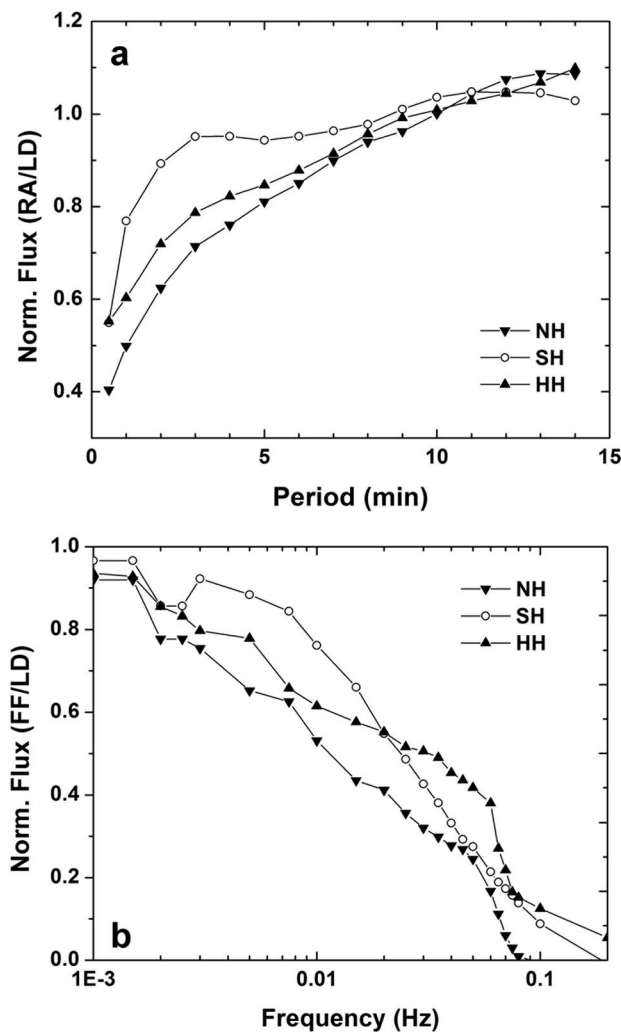 1.2
a
1.0
0.8
0.6
0.4
Norm. Flux (RA/LD)
NH
SH
HH
0 5 10 15
Period (min)
1.0
0.8
0.6
0.4
0.2
0.0
Norm. Flux (FF/LD)
NH
SH
HH
b
1E-3 0.01 0.1
Frequency (Hz)